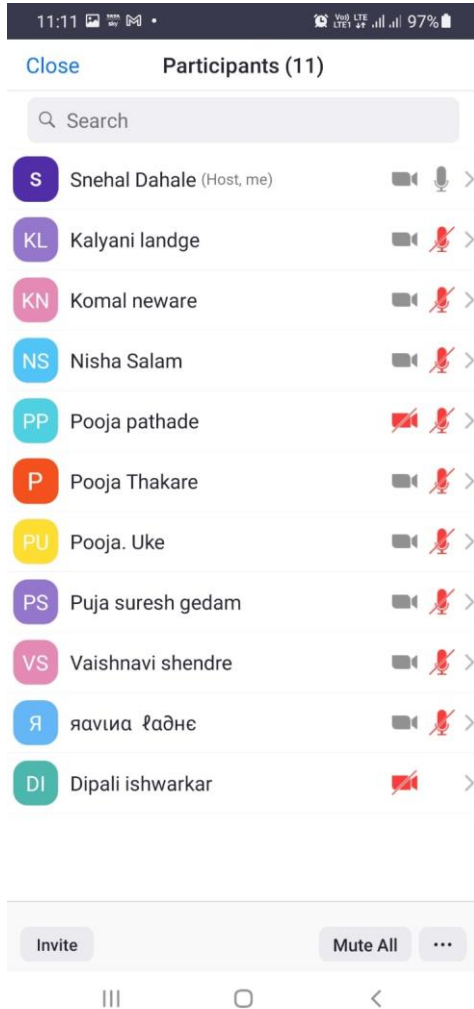 11:11 97%
Close Participants (11)
Search
S Snehal Dahale (Host, me)
KL Kalyani landge
KN Komal neware
NS Nisha Salam
PP Pooja pathade
P Pooja Thakare
PU Pooja. Uke
PS Puja suresh gedam
VS Vaishnavi shendre
Я яανιиα ℓα∂нє
DI Dipali ishwarkar
Invite Mute All ...